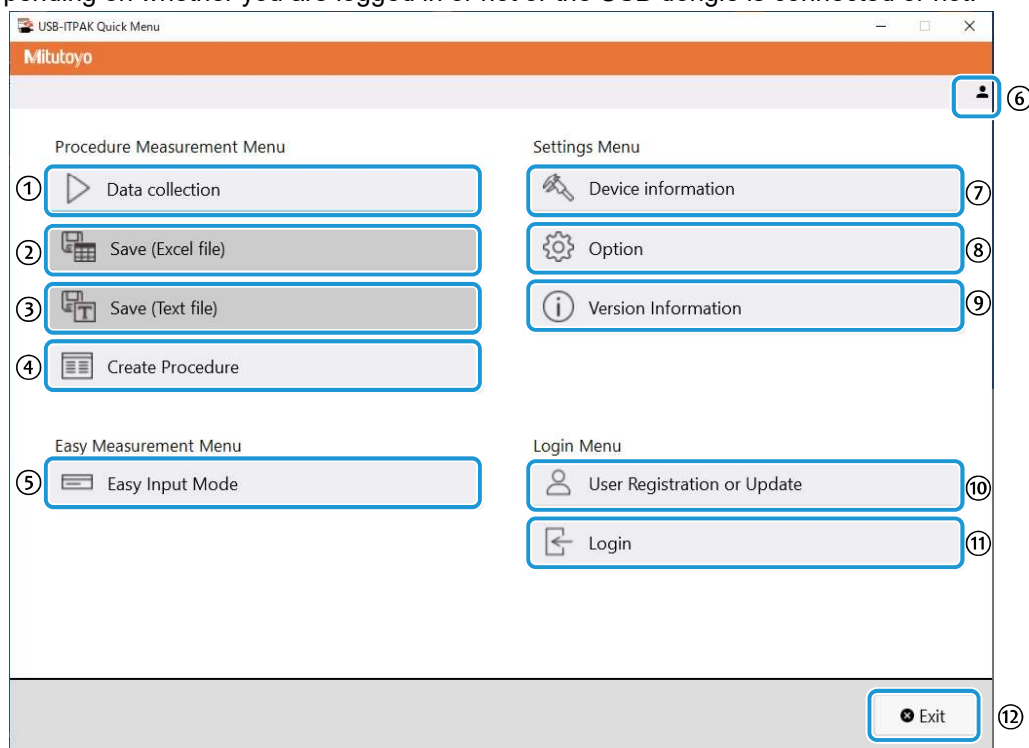 pending on whether you are logged in or not or the USB dongle is connected or not.
USB-ITPAK Quick Menu
Mitutoyo
⑥
Procedure Measurement Menu
① Data collection
② Save (Excel file)
③ Save (Text file)
④ Create Procedure
Easy Measurement Menu
⑤ Easy Input Mode
Settings Menu
Device information ⑦
Option ⑧
Version Information ⑨
Login Menu
User Registration or Update ⑩
Login ⑪
Exit ⑫